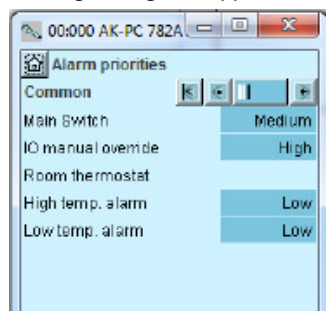 00:000 AK-PC 782A
Alarm priorities
Common
Main Switch Medium
IO manual override High
Room thermostat
High temp. alarm Low
Low temp. alarm Low